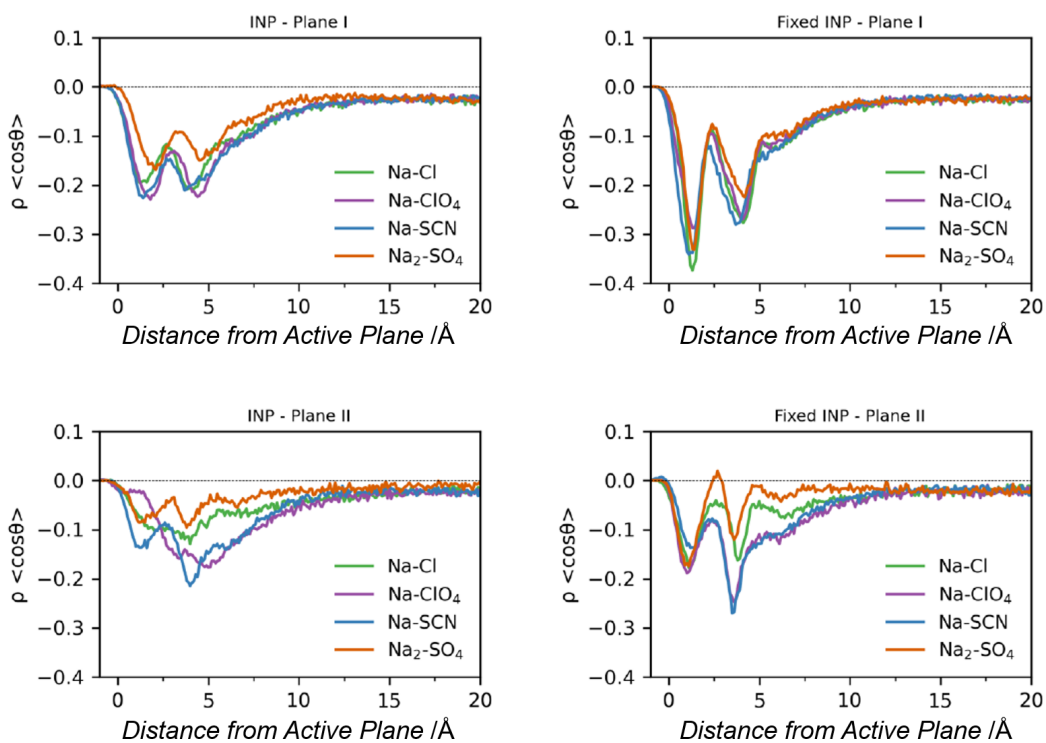 INP - Plane I
0.1
0.0
−0.1
−0.2
−0.3
−0.4
ρ <cosθ>
Na-Cl
Na-ClO₄
Na-SCN
Na₂-SO₄
0 5 10 15 20
Distance from Active Plane /Å
Fixed INP - Plane I
0.1
0.0
−0.1
−0.2
−0.3
−0.4
ρ <cosθ>
Na-Cl
Na-ClO₄
Na-SCN
Na₂-SO₄
0 5 10 15 20
Distance from Active Plane /Å
INP - Plane II
0.1
0.0
−0.1
−0.2
−0.3
−0.4
ρ <cosθ>
Na-Cl
Na-ClO₄
Na-SCN
Na₂-SO₄
0 5 10 15 20
Distance from Active Plane /Å
Fixed INP - Plane II
0.1
0.0
−0.1
−0.2
−0.3
−0.4
ρ <cosθ>
Na-Cl
Na-ClO₄
Na-SCN
Na₂-SO₄
0 5 10 15 20
Distance from Active Plane /Å